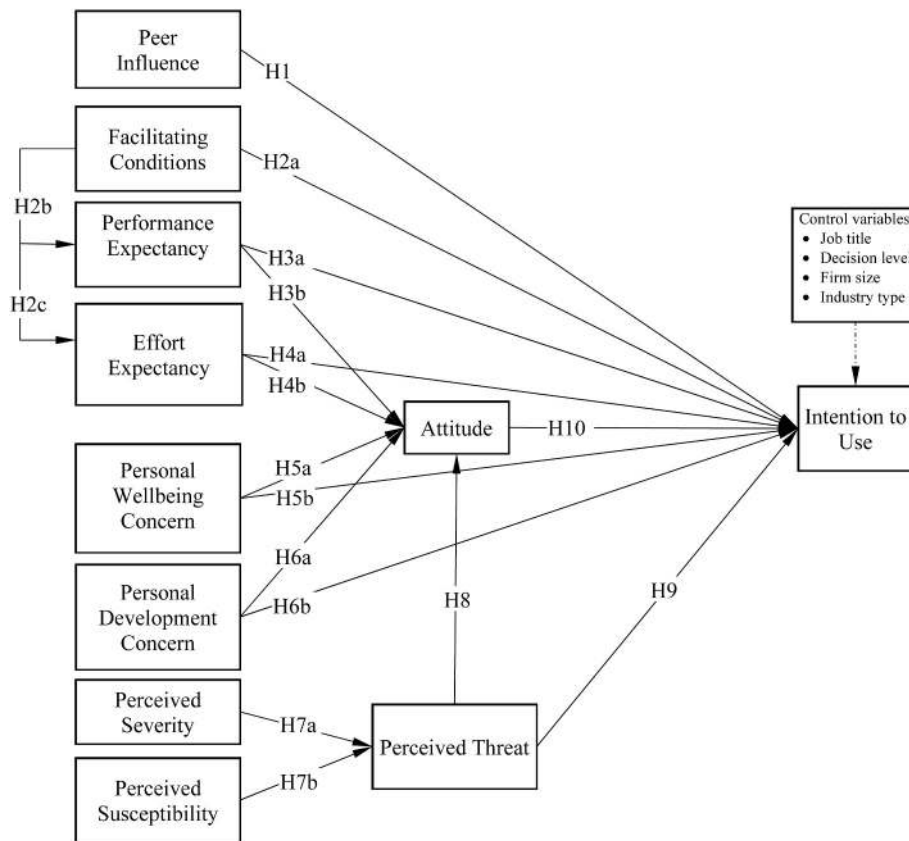 Peer
Influence
H1
Facilitating
Conditions
H2a
H2b
Performance
Expectancy
H3a
H3b
H2c
Effort
Expectancy
H4a
H4b
Control variables
• Job title
• Decision level
• Firm size
• Industry type
Attitude
H10
Intention to
Use
Personal
Wellbeing
Concern
H5a
H5b
H6a
Personal
Development
Concern
H6b
H8
H9
Perceived
Severity
H7a
Perceived Threat
H7b
Perceived
Susceptibility